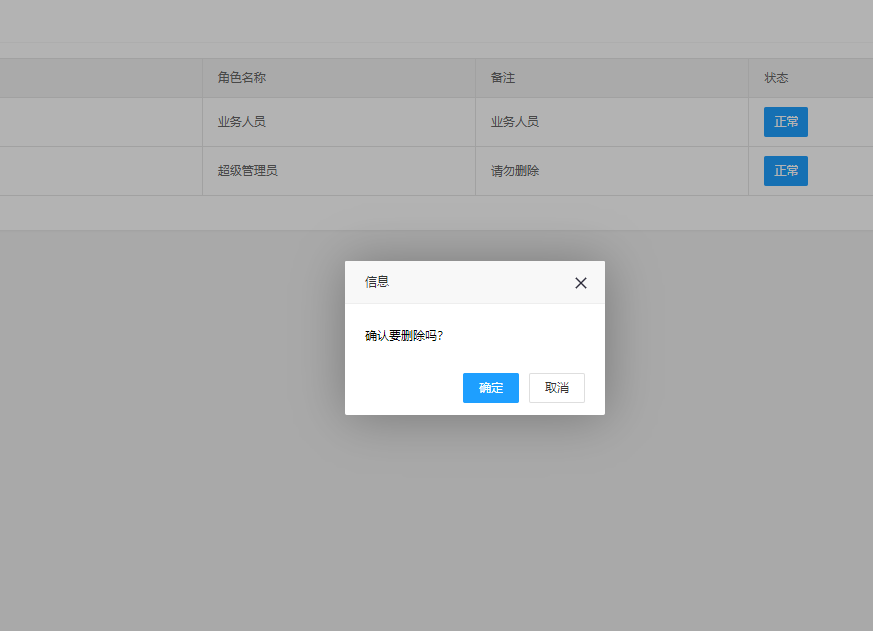 角色名称 备注 状态
业务人员 业务人员 正常
超级管理员 请勿删除 正常
信息
确认要删除吗?
确定 取消